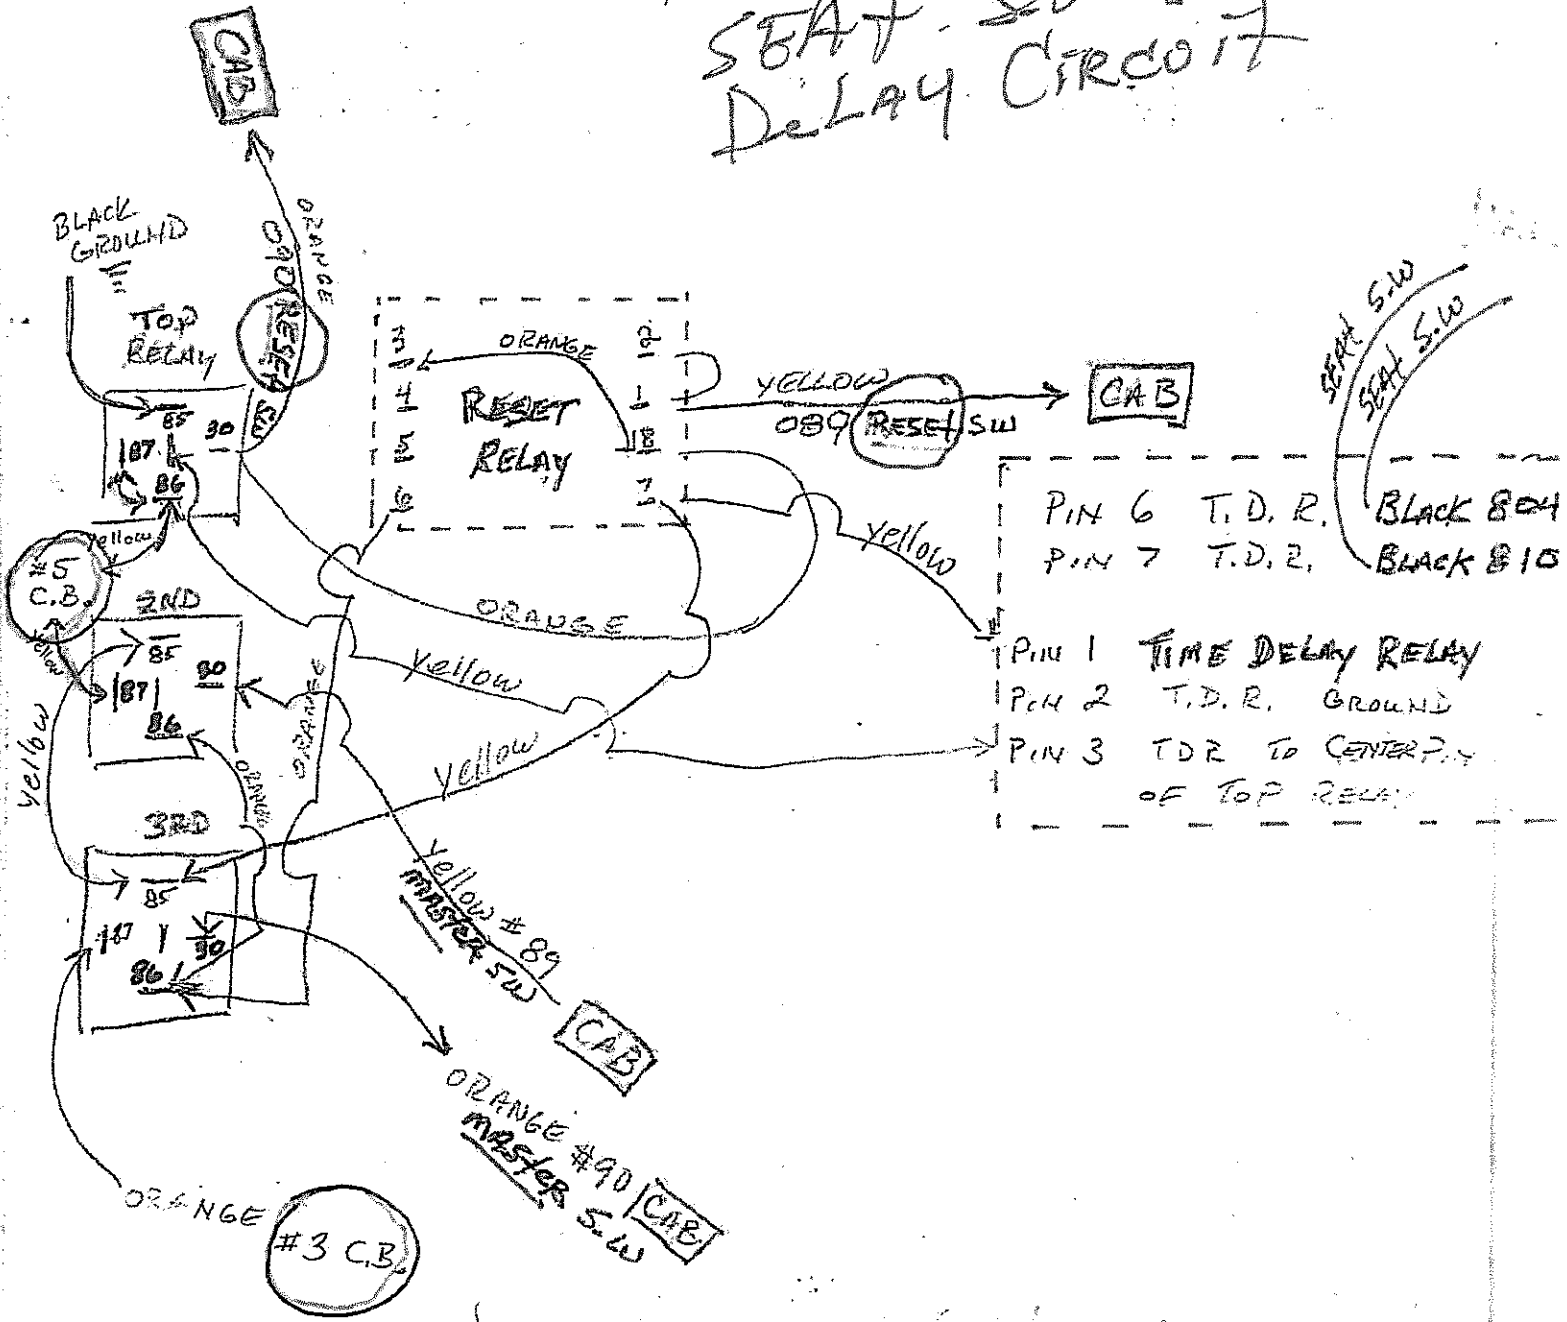 SEAT
DELAY CIRCUIT
CAB
ORANGE
090 RESET SW
BLACK
GROUND
TOP
RELAY
85
30
87
86
yellow
#5
C.B.
yellow
3
4
5
6
ORANGE
RESET
RELAY
2
1
8
7
YELLOW
089 RESET SW
CAB
SEAT S.W
SEAT S.W
PIN 6 T.D.R. BLACK 804
PIN 7 T.D.R. BLACK 810
PIN 1 TIME DELAY RELAY
PIN 2 T.D.R. GROUND
PIN 3 TDR TO CENTER PIN
OF TOP RELAY
yellow
ORANGE
yellow
yellow
ORANGE
2ND
85
30
87
86
yellow
ORANGE
3RD
85
87
30
86
yellow #89
MASTER SW
CAB
ORANGE #90
MASTER S.W
CAB
ORANGE
#3 C.B.